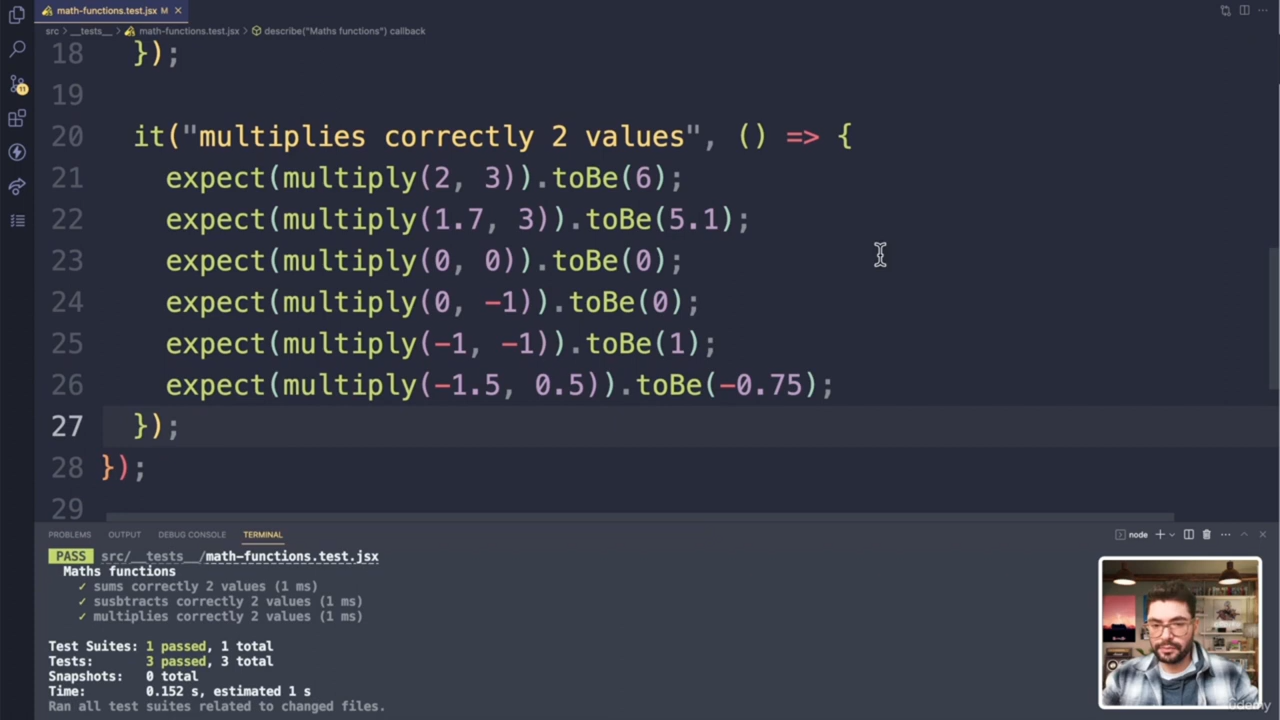 math-functions.test.jsx M
src > __tests__ > math-functions.test.jsx > describe("Maths functions") callback
18 });
19
20 it("multiplies correctly 2 values", () => {
21 expect(multiply(2, 3)).toBe(6);
22 expect(multiply(1.7, 3)).toBe(5.1);
23 expect(multiply(0, 0)).toBe(0);
24 expect(multiply(0, -1)).toBe(0);
25 expect(multiply(-1, -1)).toBe(1);
26 expect(multiply(-1.5, 0.5)).toBe(-0.75);
27 });
28 });
29
11
PROBLEMS OUTPUT DEBUG CONSOLE TERMINAL node
PASS src/__tests__/math-functions.test.jsx
Maths functions
✓ sums correctly 2 values (1 ms)
✓ susbtracts correctly 2 values (1 ms)
✓ multiplies correctly 2 values (1 ms)
Test Suites: 1 passed, 1 total
Tests: 3 passed, 3 total
Snapshots: 0 total
Time: 0.152 s, estimated 1 s
Ran all test suites related to changed files.
udemy